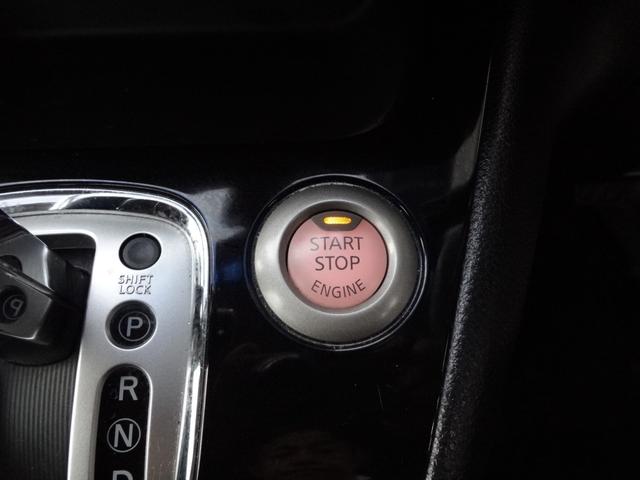 START
STOP
ENGINE
SHIFT
LOCK
P
P
R
N
D